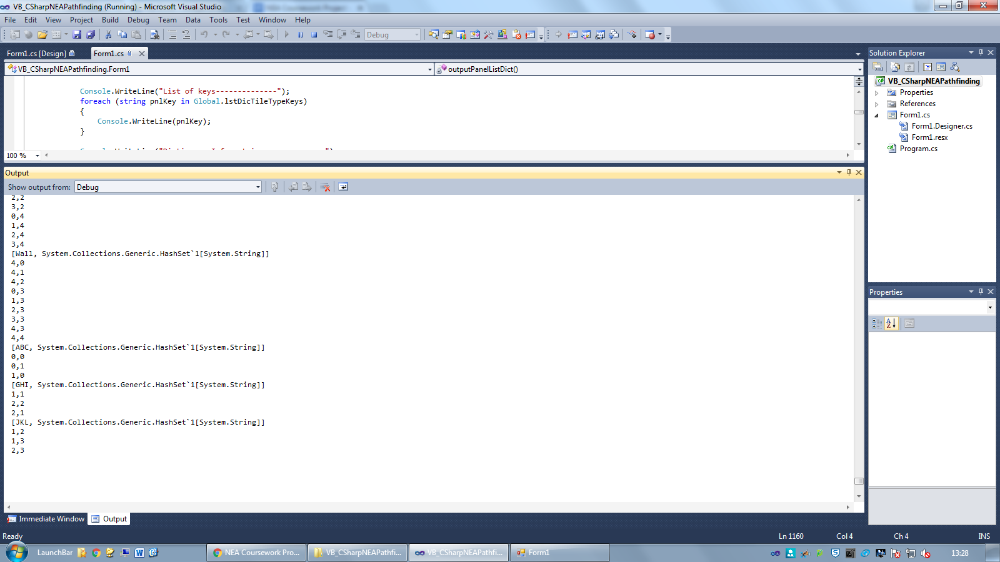 VB_CSharpNEAPathfinding (Running) - Microsoft Visual Studio
File Edit View Project Build Debug Team Data Tools Test Window Help
Debug
Form1.cs [Design]
Form1.cs
VB_CSharpNEAPathfinding.Form1
outputPanelListDict()
Console.WriteLine("List of keys--------------");
foreach (string pnlKey in Global.lstDicTileTypeKeys)
{
Console.WriteLine(pnlKey);
}
100 %
Output
Show output from: Debug
2,2
3,2
0,4
1,4
2,4
3,4
[Wall, System.Collections.Generic.HashSet`1[System.String]]
4,0
4,1
4,2
0,3
1,3
2,3
3,3
4,3
4,4
[ABC, System.Collections.Generic.HashSet`1[System.String]]
0,0
0,1
1,0
[GHI, System.Collections.Generic.HashSet`1[System.String]]
1,1
2,2
2,1
[JKL, System.Collections.Generic.HashSet`1[System.String]]
1,2
1,3
2,3
Immediate Window
Output
Solution Explorer
VB_CSharpNEAPathfinding
Properties
References
Form1.cs
Form1.Designer.cs
Form1.resx
Program.cs
Properties
Ready
Ln 1160 Col 4 Ch 4 INS
LaunchBar
NEA Coursework Pro...
VB_CSharpNEAPathfi...
VB_CSharpNEAPathfi...
Form1
13:28